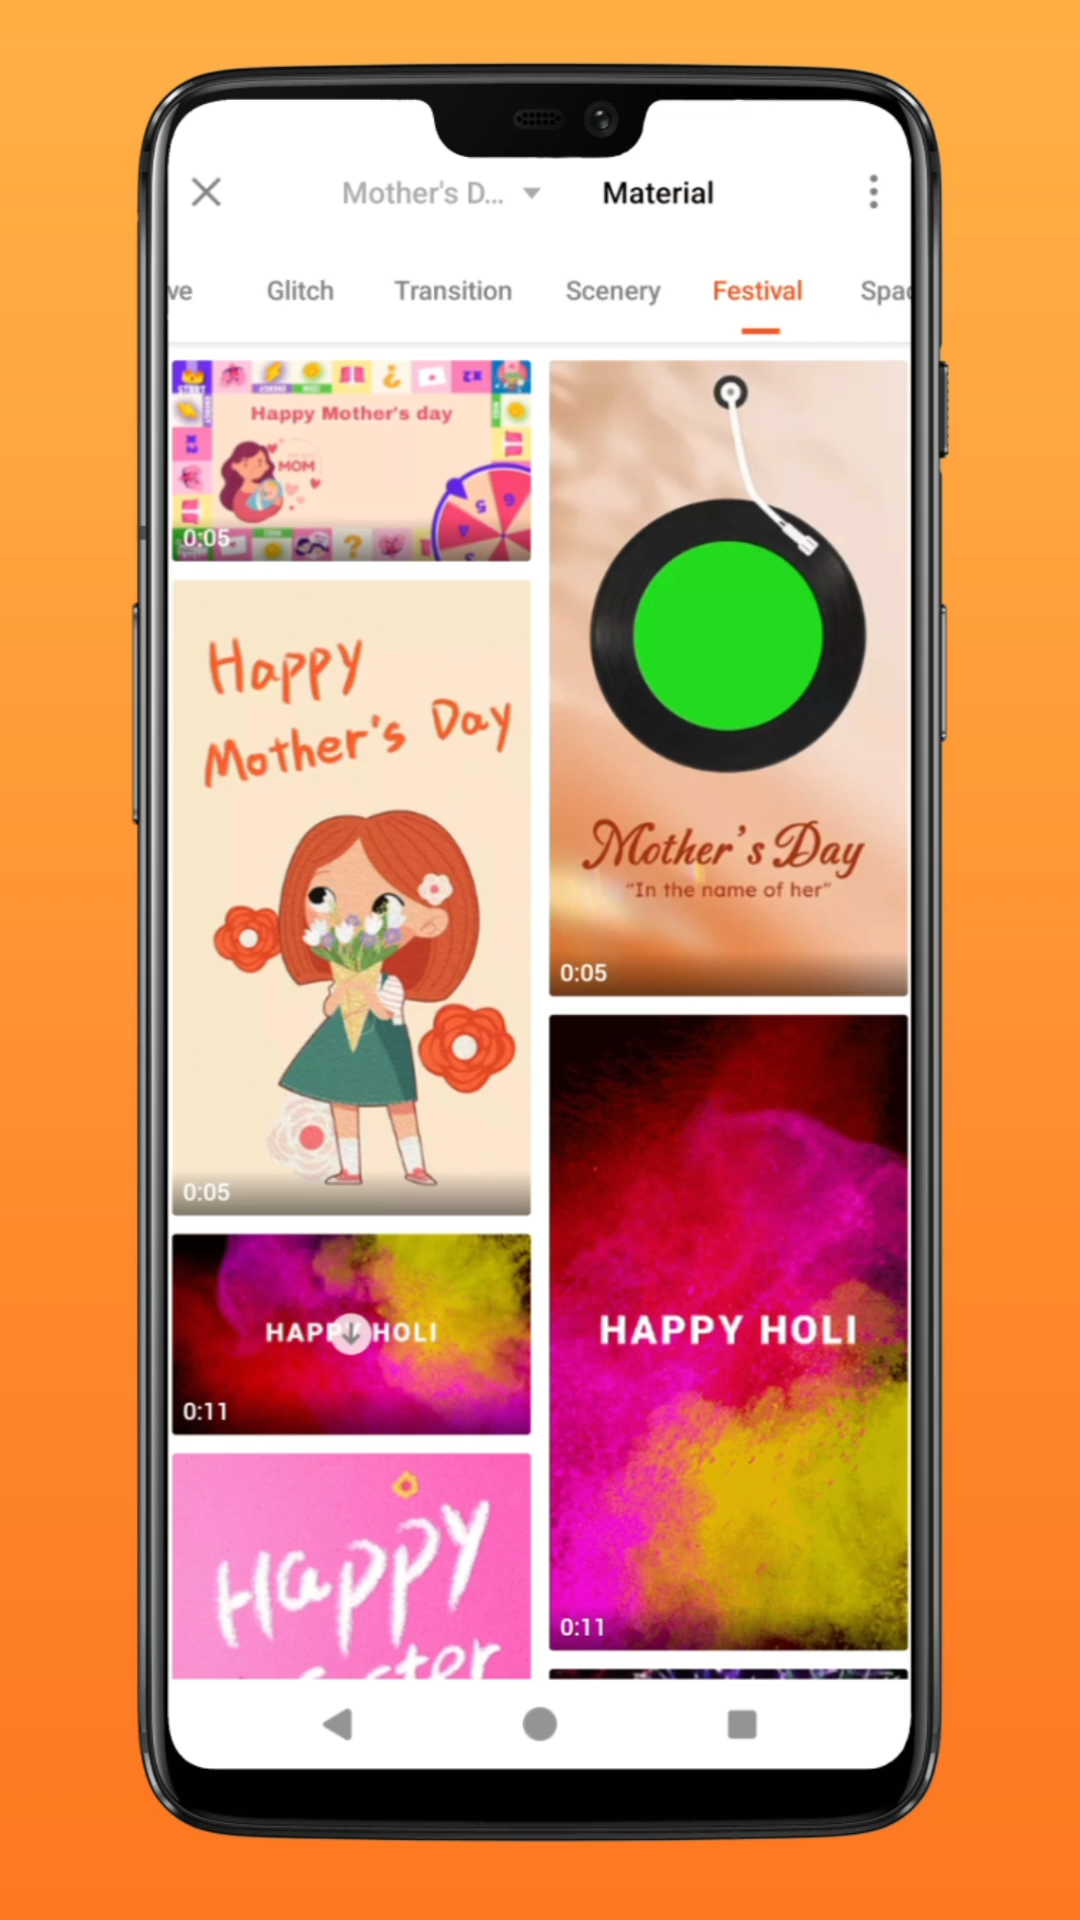 Mother's D...
Material
ve
Glitch
Transition
Scenery
Festival
Spac
START
Happy Mother's day
MOM
0:05
Happy
Mother's Day
0:05
Mother's Day
"In the name of her"
0:05
HAPPY HOLI
0:11
HAPPY HOLI
0:11
Happy